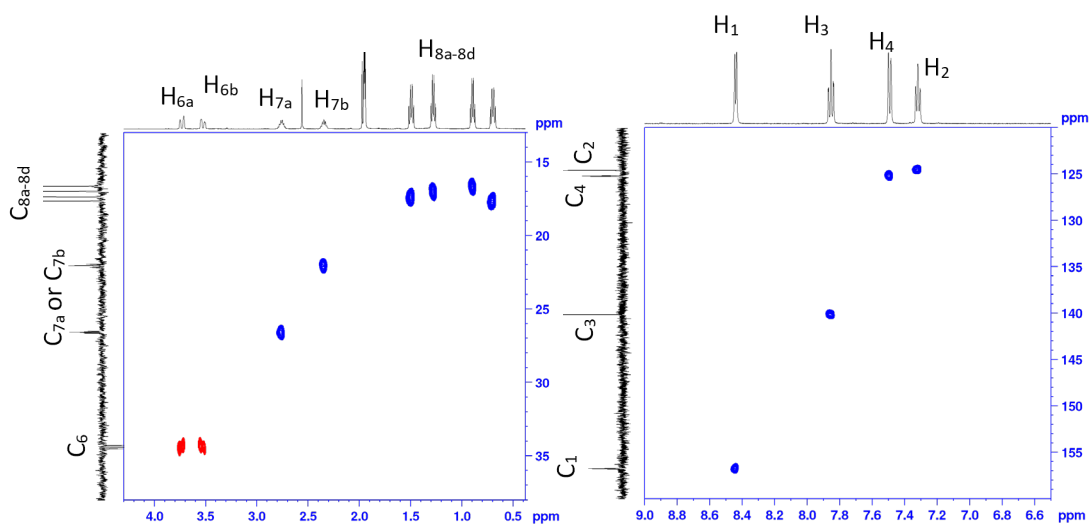 H6a
H6b
H7a
H7b
H8a-8d
ppm
ppm
15
20
25
30
35
4.0 3.5 3.0 2.5 2.0 1.5 1.0 0.5 ppm
C8a-8d
C7a or C7b
C6
H1
H3
H4
H2
ppm
ppm
125
130
135
140
145
150
155
9.0 8.8 8.6 8.4 8.2 8.0 7.8 7.6 7.4 7.2 7.0 6.8 6.6 ppm
C2
C4
C3
C1